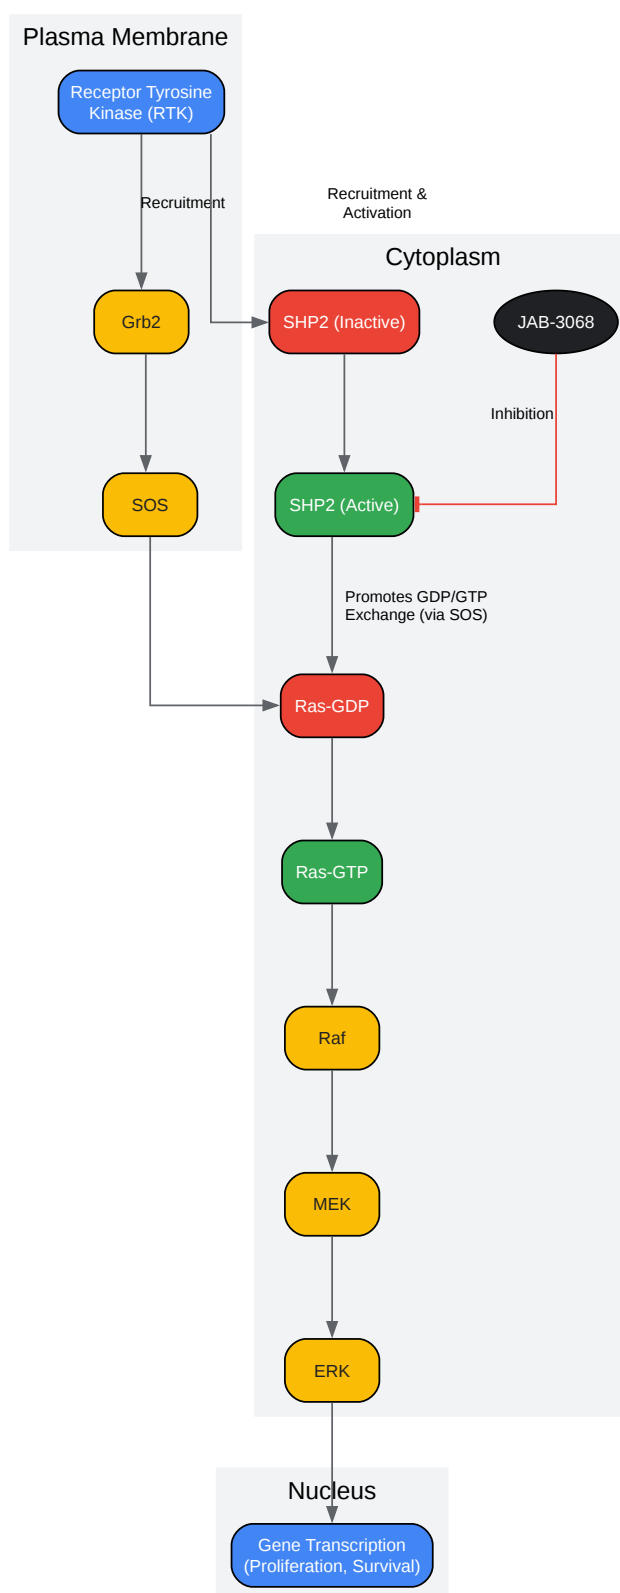 Plasma Membrane
Receptor Tyrosine
Kinase (RTK)
Recruitment
Recruitment &
Activation
Cytoplasm
Grb2
SHP2 (Inactive)
JAB-3068
Inhibition
SOS
SHP2 (Active)
Promotes GDP/GTP
Exchange (via SOS)
Ras-GDP
Ras-GTP
Raf
MEK
ERK
Nucleus
Gene Transcription
(Proliferation, Survival)